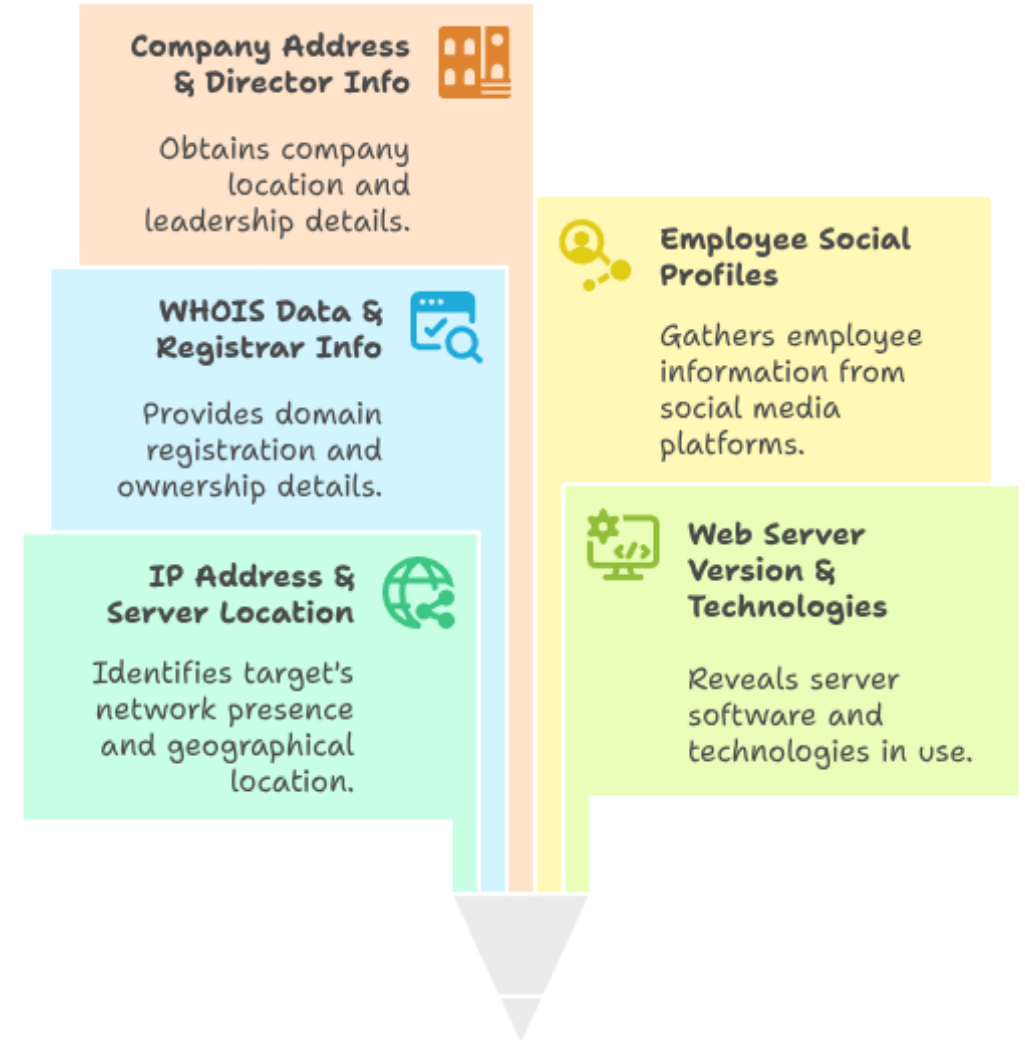 Company Address
& Director Info
Obtains company
location and
leadership details.
Employee Social
Profiles
Gathers employee
information from
social media
platforms.
WHOIS Data &
Registrar Info
Provides domain
registration and
ownership details.
Web Server
Version &
Technologies
Reveals server
software and
technologies in use.
IP Address &
Server Location
Identifies target's
network presence
and geographical
location.